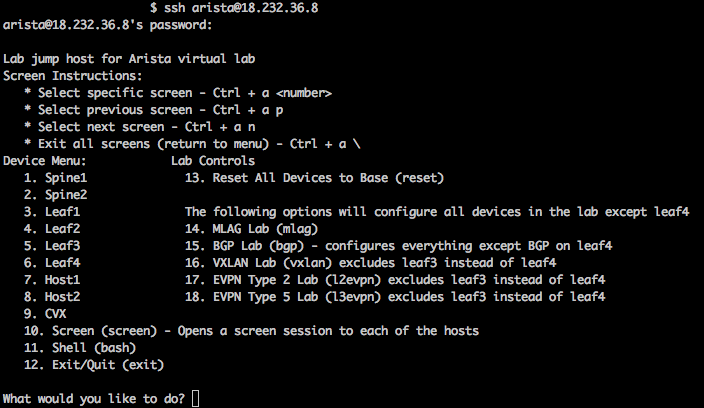 $ ssh arista@18.232.36.8
arista@18.232.36.8's password:
Lab jump host for Arista virtual lab
Screen Instructions:
* Select specific screen - Ctrl + a <number>
* Select previous screen - Ctrl + a p
* Select next screen - Ctrl + a n
* Exit all screens (return to menu) - Ctrl + a \
Device Menu: Lab Controls
1. Spine1 13. Reset All Devices to Base (reset)
2. Spine2
3. Leaf1 The following options will configure all devices in the lab except leaf4
4. Leaf2 14. MLAG Lab (mlag)
5. Leaf3 15. BGP Lab (bgp) - configures everything except BGP on leaf4
6. Leaf4 16. VXLAN Lab (vxlan) excludes leaf3 instead of leaf4
7. Host1 17. EVPN Type 2 Lab (l2evpn) excludes leaf3 instead of leaf4
8. Host2 18. EVPN Type 5 Lab (l3evpn) excludes leaf3 instead of leaf4
9. CVX
10. Screen (screen) - Opens a screen session to each of the hosts
11. Shell (bash)
12. Exit/Quit (exit)
What would you like to do?